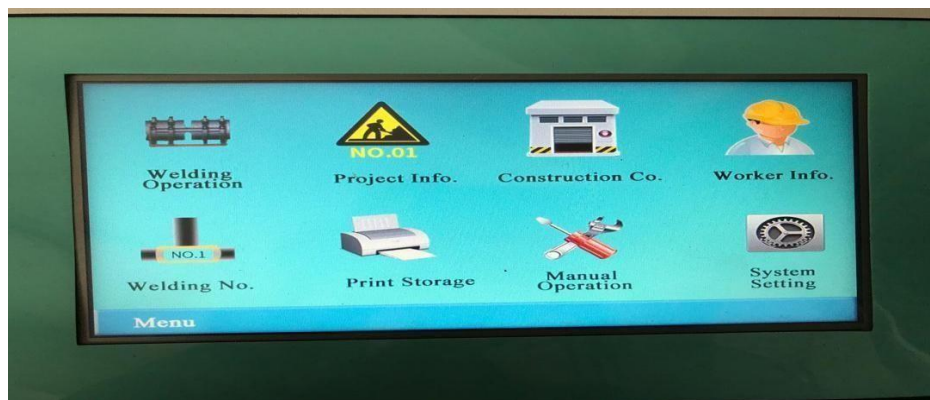 NO.01
Welding
Operation
Project Info.
Construction Co.
Worker Info.
NO.1
Welding No.
Print Storage
Manual
Operation
System
Setting
Menu